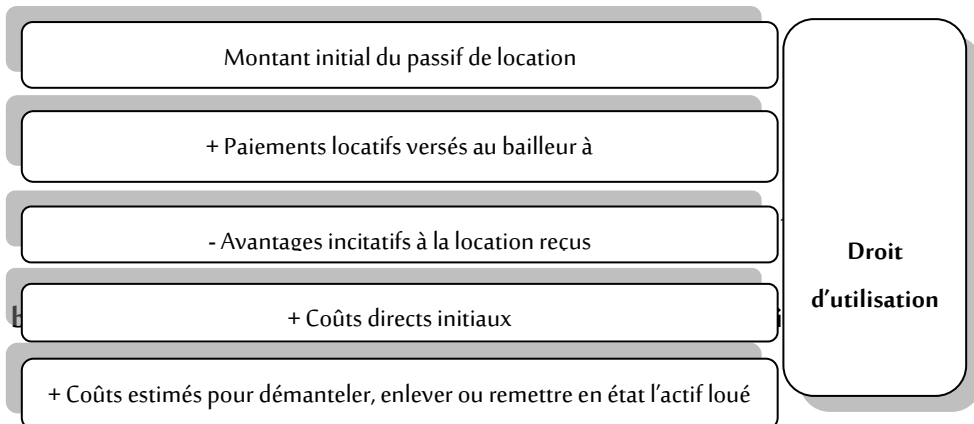 Montant initial du passif de location
+ Paiements locatifs versés au bailleur à
- Avantages incitatifs à la location reçus
+ Coûts directs initiaux
+ Coûts estimés pour démanteler, enlever ou remettre en état l'actif loué
Droit
d'utilisation